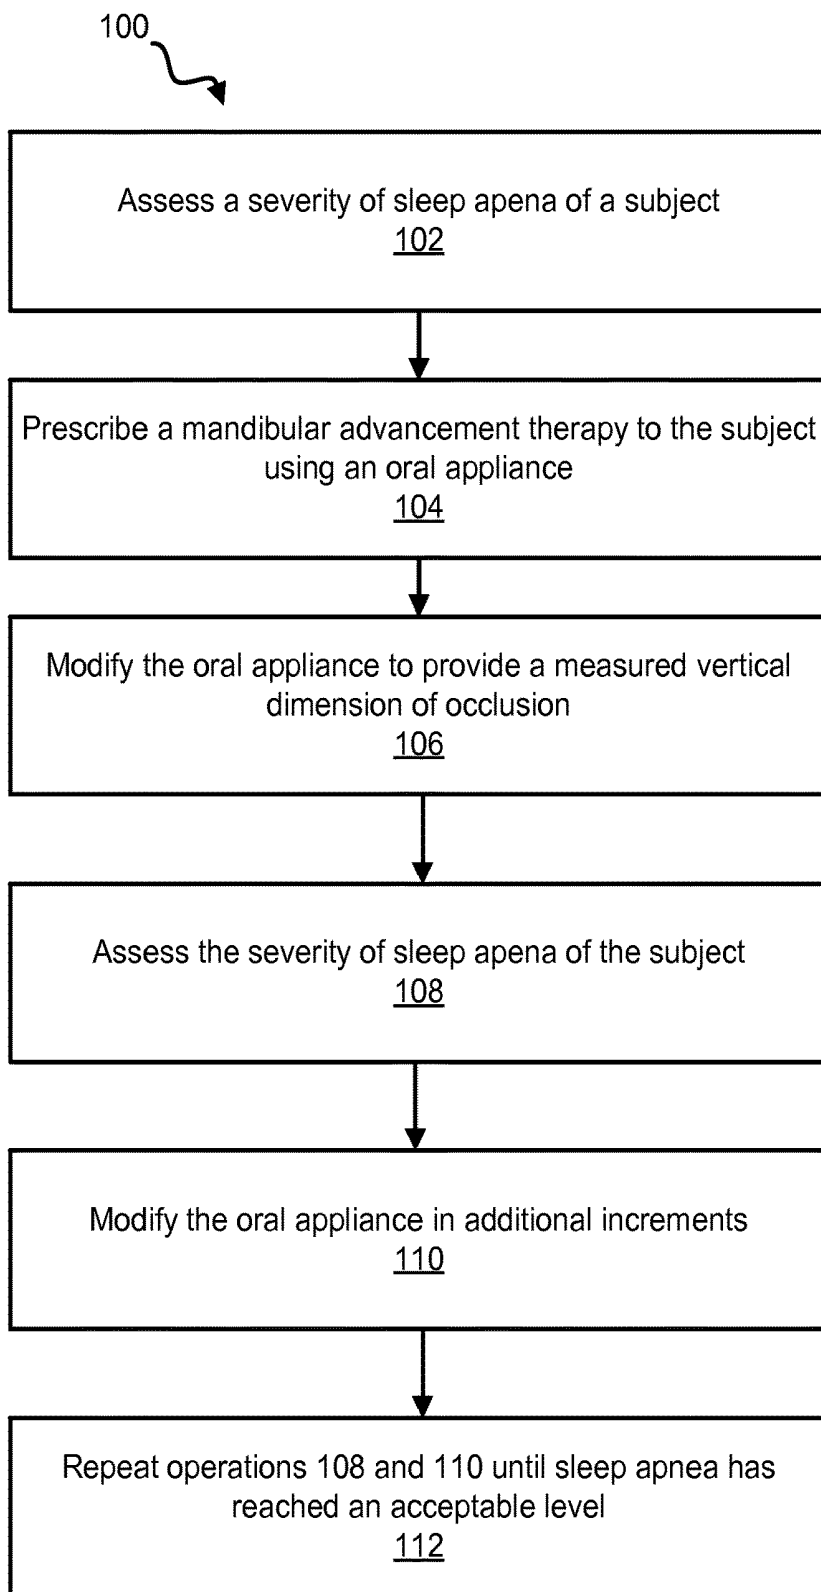 100
Assess a severity of sleep apena of a subject
102
Prescribe a mandibular advancement therapy to the subject
using an oral appliance
104
Modify the oral appliance to provide a measured vertical
dimension of occlusion
106
Assess the severity of sleep apena of the subject
108
Modify the oral appliance in additional increments
110
Repeat operations 108 and 110 until sleep apnea has
reached an acceptable level
112